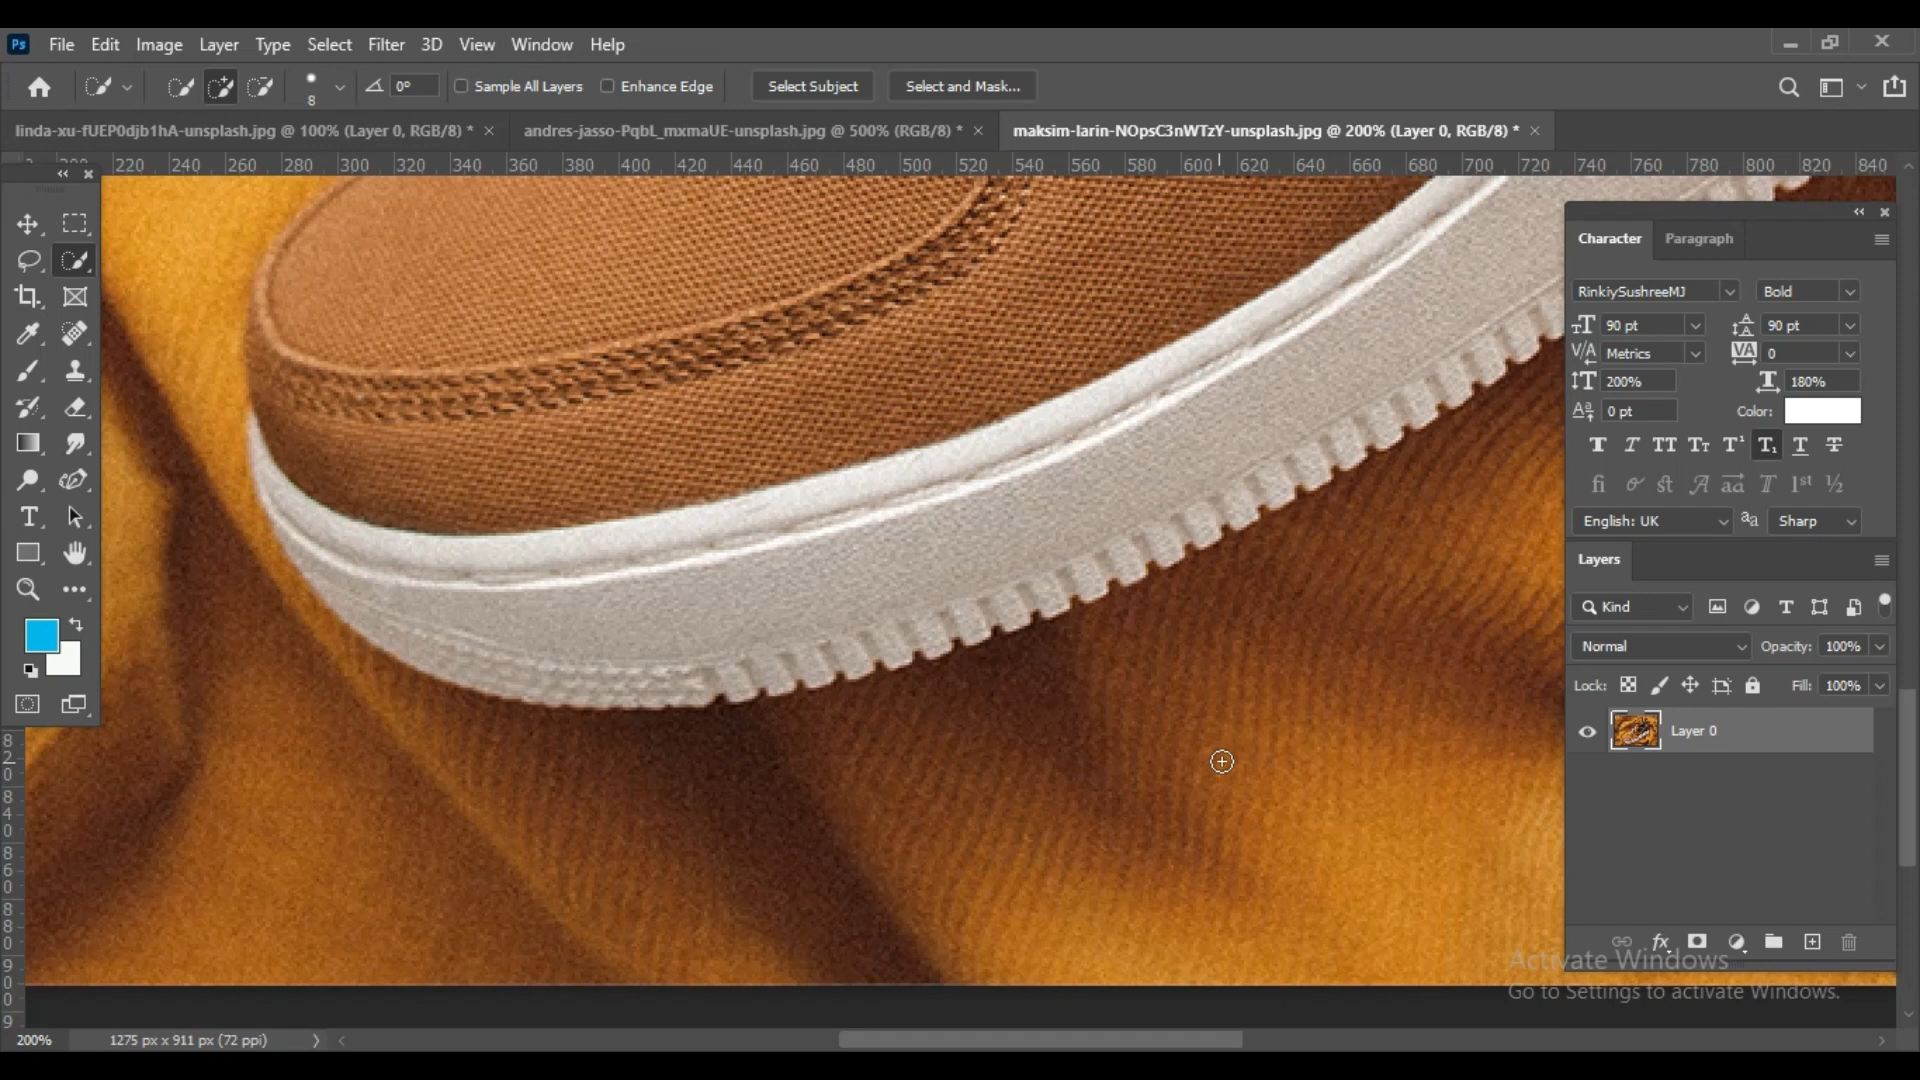 Ps File Edit Image Layer Type Select Filter 3D View Window Help
8 0° Sample All Layers Enhance Edge Select Subject Select and Mask...
linda-xu-fUEP0djb1hA-unsplash.jpg @ 100% (Layer 0, RGB/8) * × andres-jasso-PqbL_mxmaUE-unsplash.jpg @ 500% (RGB/8) * × maksim-larin-NOpsC3nWTzY-unsplash.jpg @ 200% (Layer 0, RGB/8) * ×
220 240 260 280 300 320 340 360 380 400 420 440 460 480 500 520 540 560 580 600 620 640 660 680 700 720 740 760 780 800 820 840
Character Paragraph
RinkiySushreeMJ Bold
90 pt 90 pt
Metrics 0
200% 180%
0 pt Color:
English: UK Sharp
Layers
Kind
Normal Opacity: 100%
Lock: Fill: 100%
Layer 0
820
840
860
880
900
9
Activate Windows
Go to Settings to activate Windows.
200% 1275 px x 911 px (72 ppi)